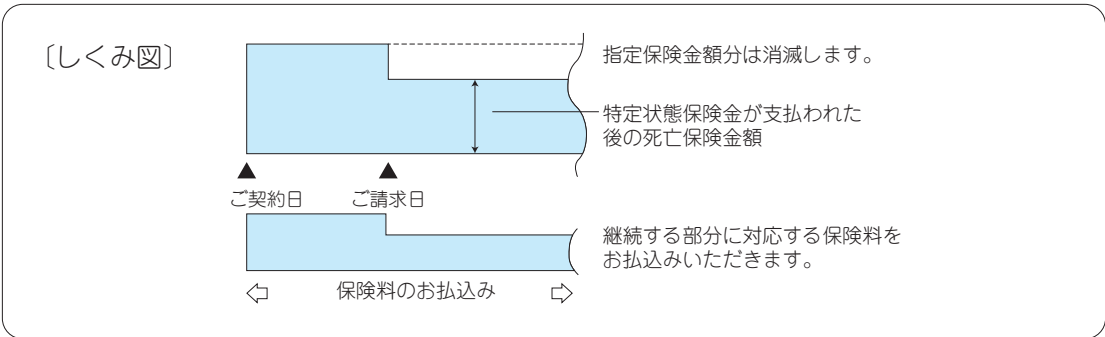 〔しくみ図〕
指定保険金額分は消滅します。
特定状態保険金が支払われた
後の死亡保険金額
ご契約日
ご請求日
継続する部分に対応する保険料を
お払込みいただきます。
保険料のお払込み